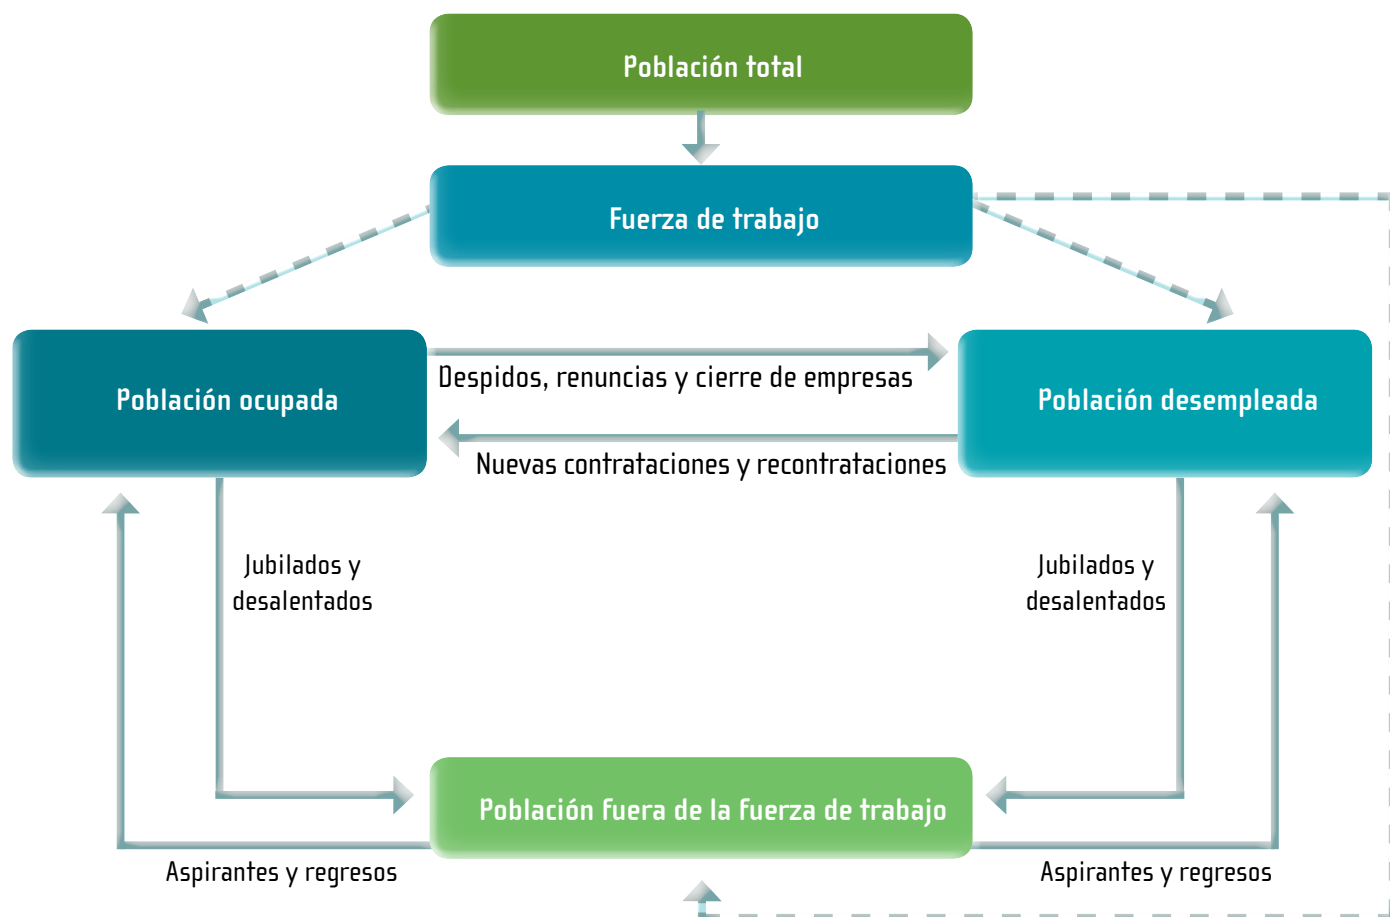 Población total
Fuerza de trabajo
Población ocupada
Despidos, renuncias y cierre de empresas
Población desempleada
Nuevas contrataciones y recontrataciones
Jubilados y
desalentados
Jubilados y
desalentados
Población fuera de la fuerza de trabajo
Aspirantes y regresos
Aspirantes y regresos